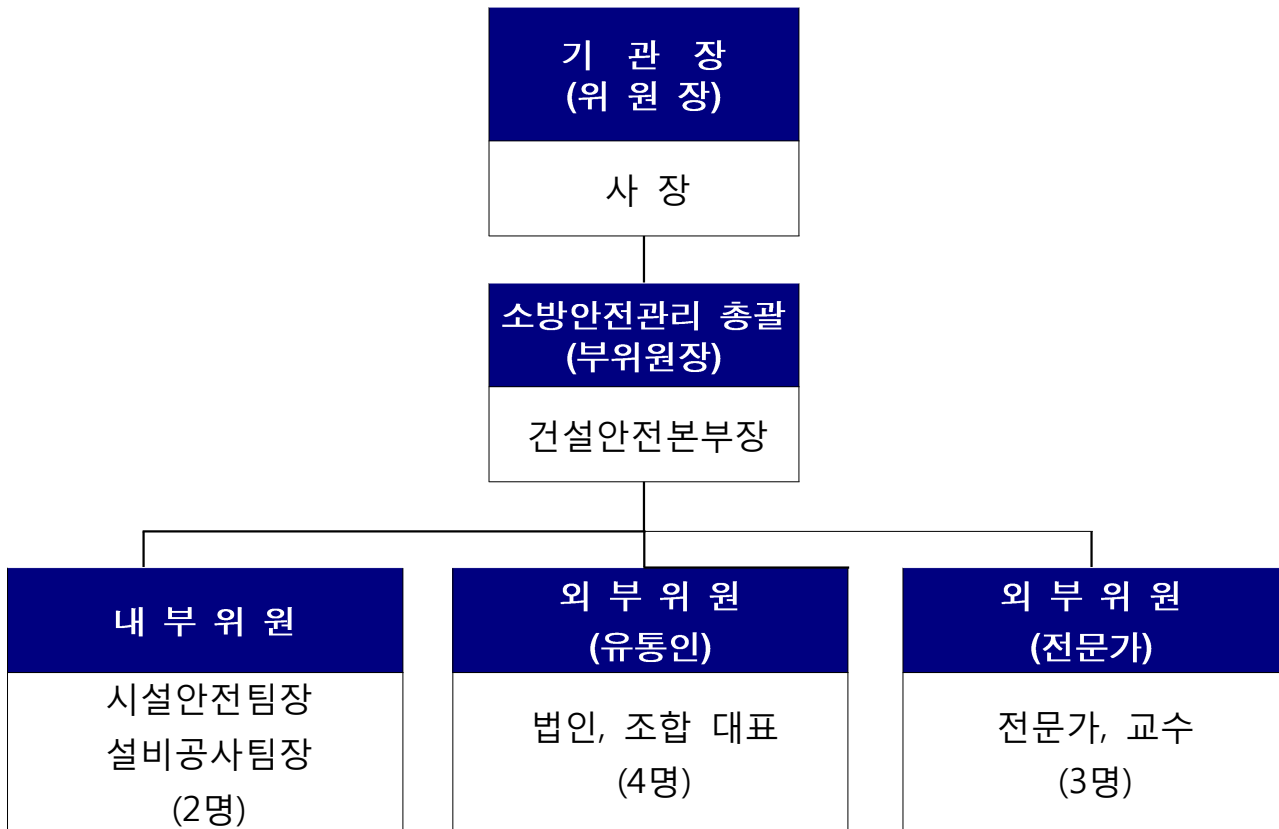 기 관 장
(위 원 장)
사 장
소방안전관리 총괄
(부위원장)
건설안전본부장
내 부 위 원
시설안전팀장
설비공사팀장
(2명)
외 부 위 원
(유통인)
법인, 조합 대표
(4명)
외 부 위 원
(전문가)
전문가, 교수
(3명)